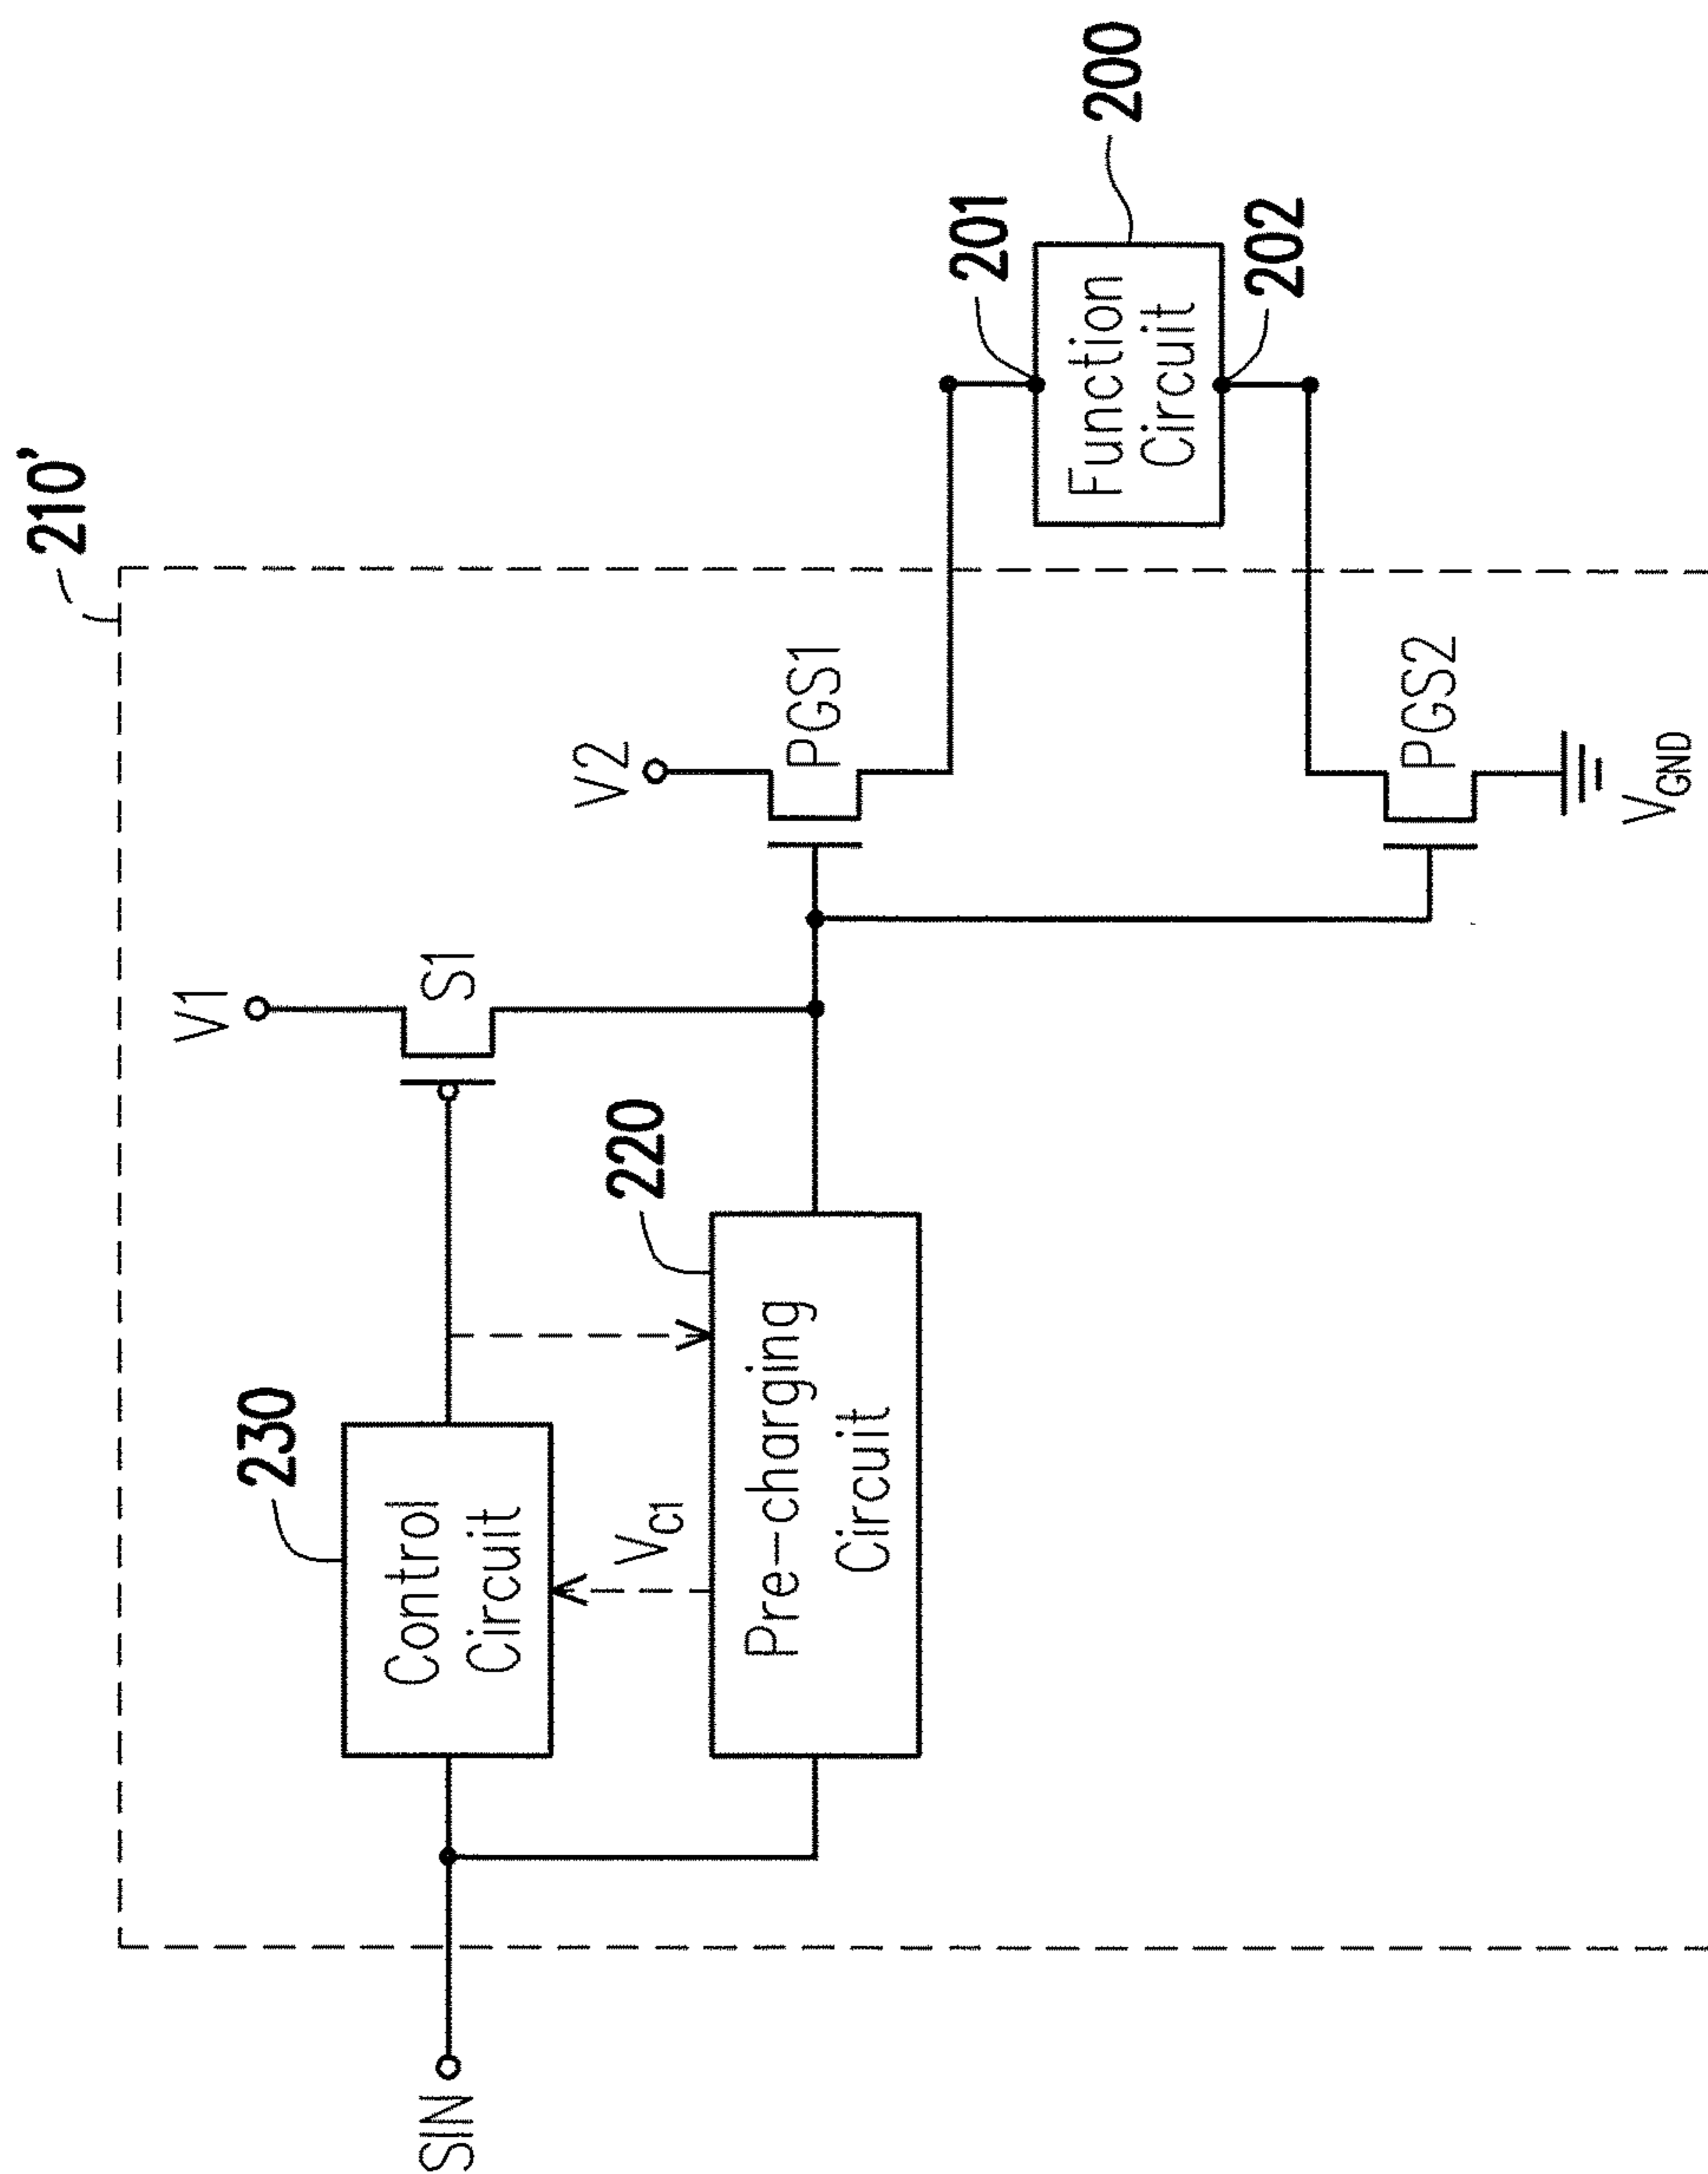 210'
V1
V2
S1
PGS1
230
Control
Circuit
V_C1
220
Pre-charging
Circuit
SIN
201
Function
Circuit
200
202
PGS2
V_GND